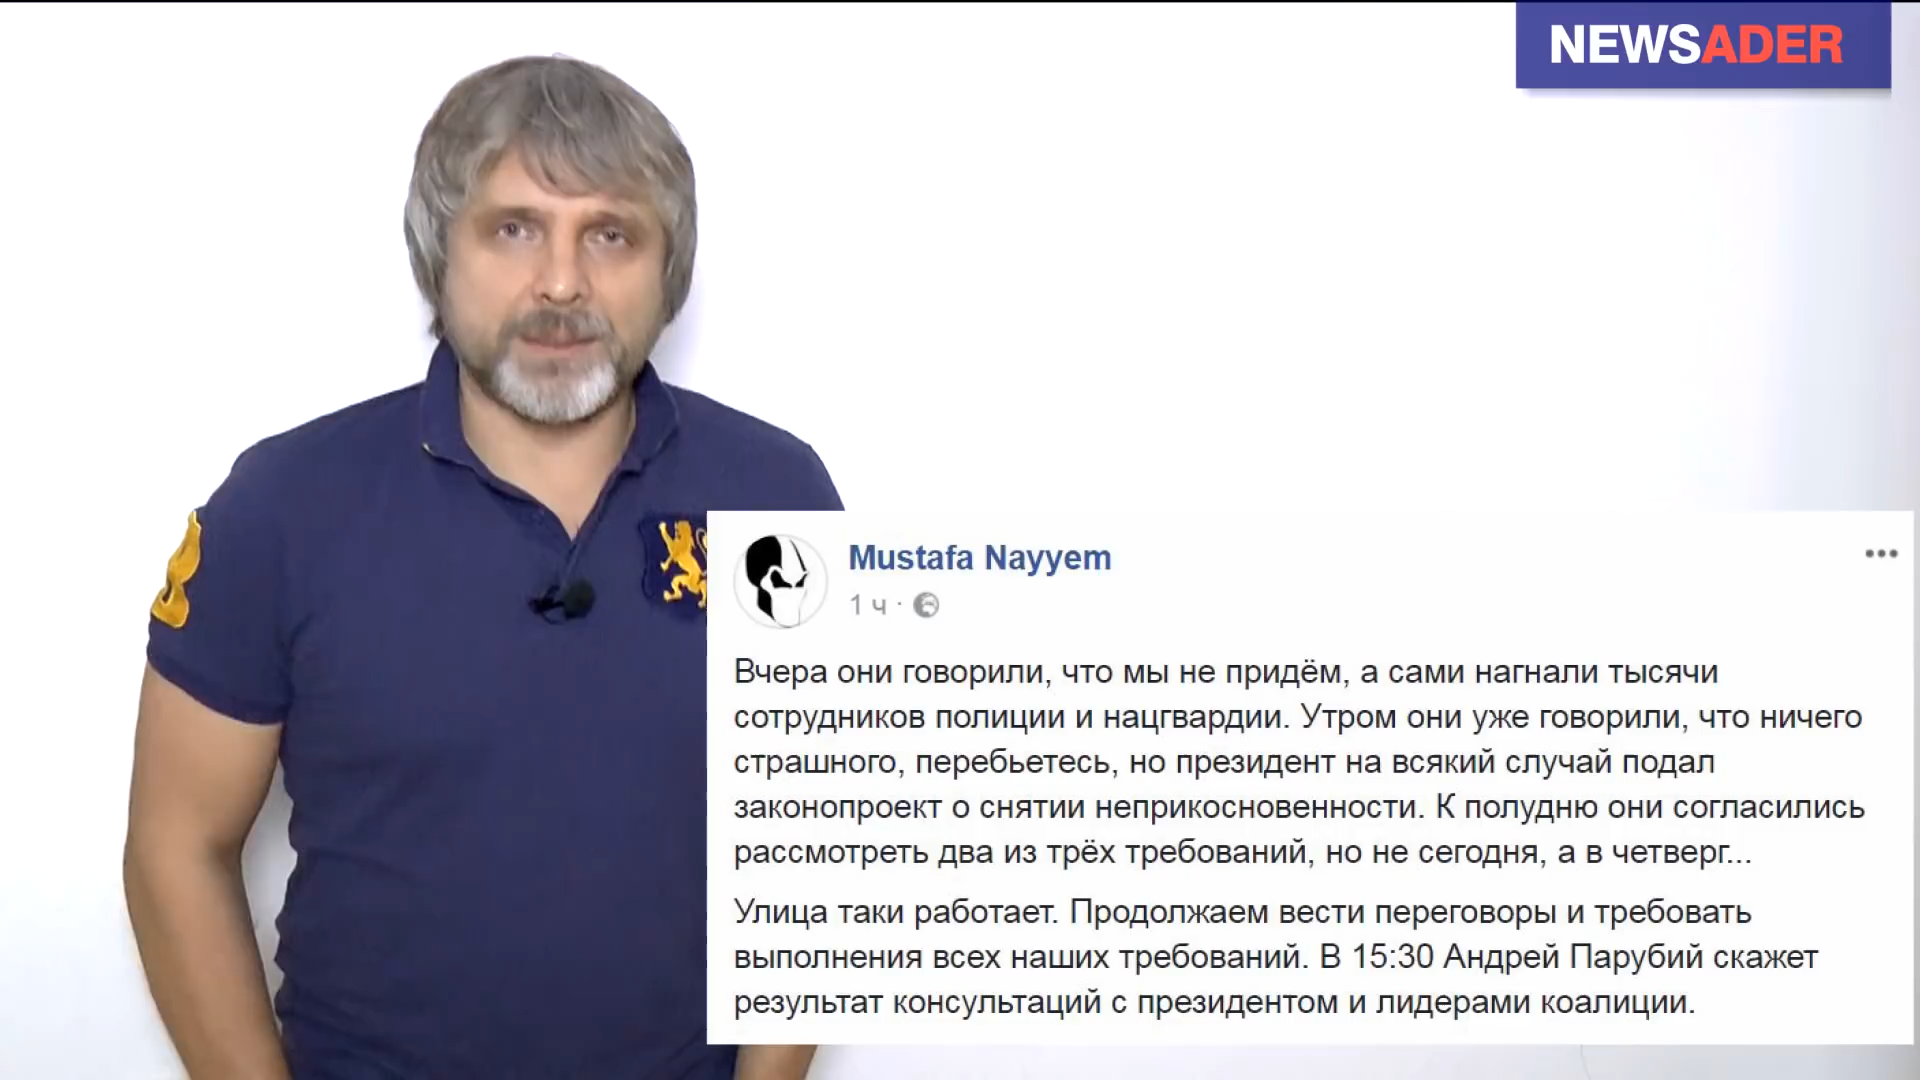 NEWSADER
Mustafa Nayyem
1 ч ·
Вчера они говорили, что мы не придём, а сами нагнали тысячи
сотрудников полиции и нацгвардии. Утром они уже говорили, что ничего
страшного, перебьетесь, но президент на всякий случай подал
законопроект о снятии неприкосновенности. К полудню они согласились
рассмотреть два из трёх требований, но не сегодня, а в четверг...
Улица таки работает. Продолжаем вести переговоры и требовать
выполнения всех наших требований. В 15:30 Андрей Парубий скажет
результат консультаций с президентом и лидерами коалиции.